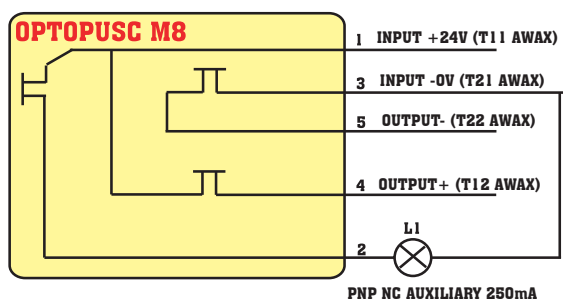 OPTOPUSC M8
1 INPUT +24V (T11 AWAX)
3 INPUT -0V (T21 AWAX)
5 OUTPUT- (T22 AWAX)
4 OUTPUT+ (T12 AWAX)
L1
2
PNP NC AUXILIARY 250mA